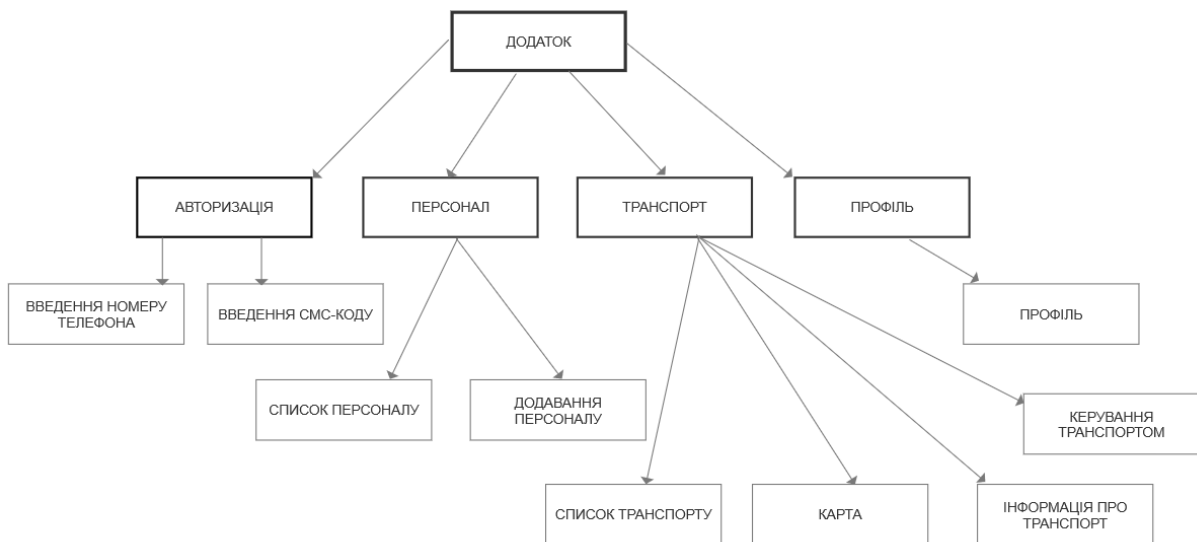 ДОДАТОК
АВТОРИЗАЦІЯ
ПЕРСОНАЛ
ТРАНСПОРТ
ПРОФІЛЬ
ВВЕДЕННЯ НОМЕРУ
ТЕЛЕФОНА
ВВЕДЕННЯ СМС-КОДУ
ПРОФІЛЬ
СПИСОК ПЕРСОНАЛУ
ДОДАВАННЯ
ПЕРСОНАЛУ
КЕРУВАННЯ
ТРАНСПОРТОМ
СПИСОК ТРАНСПОРТУ
КАРТА
ІНФОРМАЦІЯ ПРО
ТРАНСПОРТ